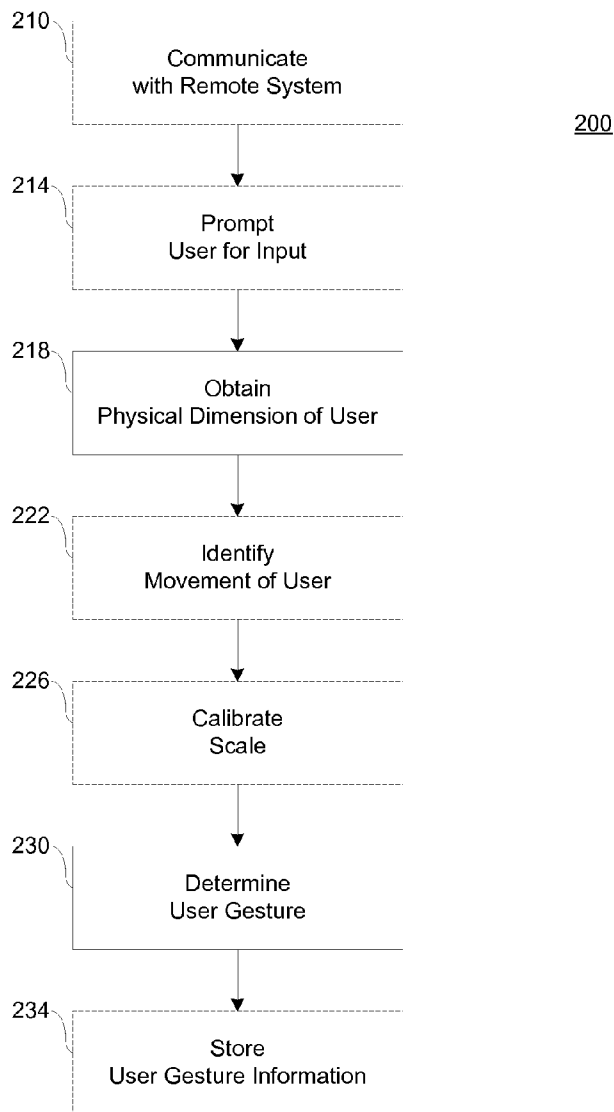 210
Communicate
with Remote System
200
214
Prompt
User for Input
218
Obtain
Physical Dimension of User
222
Identify
Movement of User
226
Calibrate
Scale
230
Determine
User Gesture
234
Store
User Gesture Information